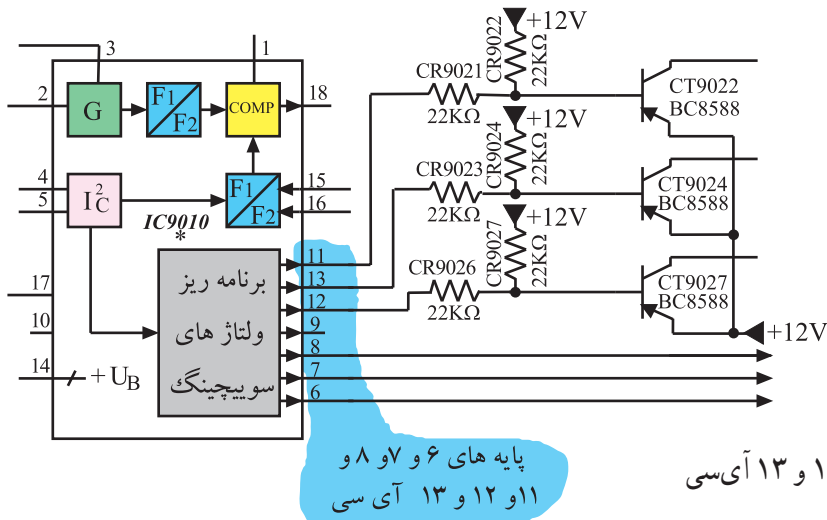 +12V
3
1
CR9022
22KΩ
CR9021
22KΩ
CT9022
BC8588
2
G
F1
F2
COMP
18
+12V
CR9024
22KΩ
CR9023
22KΩ
CT9024
BC8588
4
5
I²C
F1
F2
15
16
IC9010
*
+12V
CR9027
22KΩ
CR9026
22KΩ
CT9027
BC8588
+12V
برنامه ریز
ولتاژ های
سوییچینگ
11
13
12
9
8
7
6
17
10
14
+UB
پایه های ۶ و ۷و ۸ و
۱۱و ۱۲ و ۱۳ آی سی
۱ و ۱۳ آی‌سی